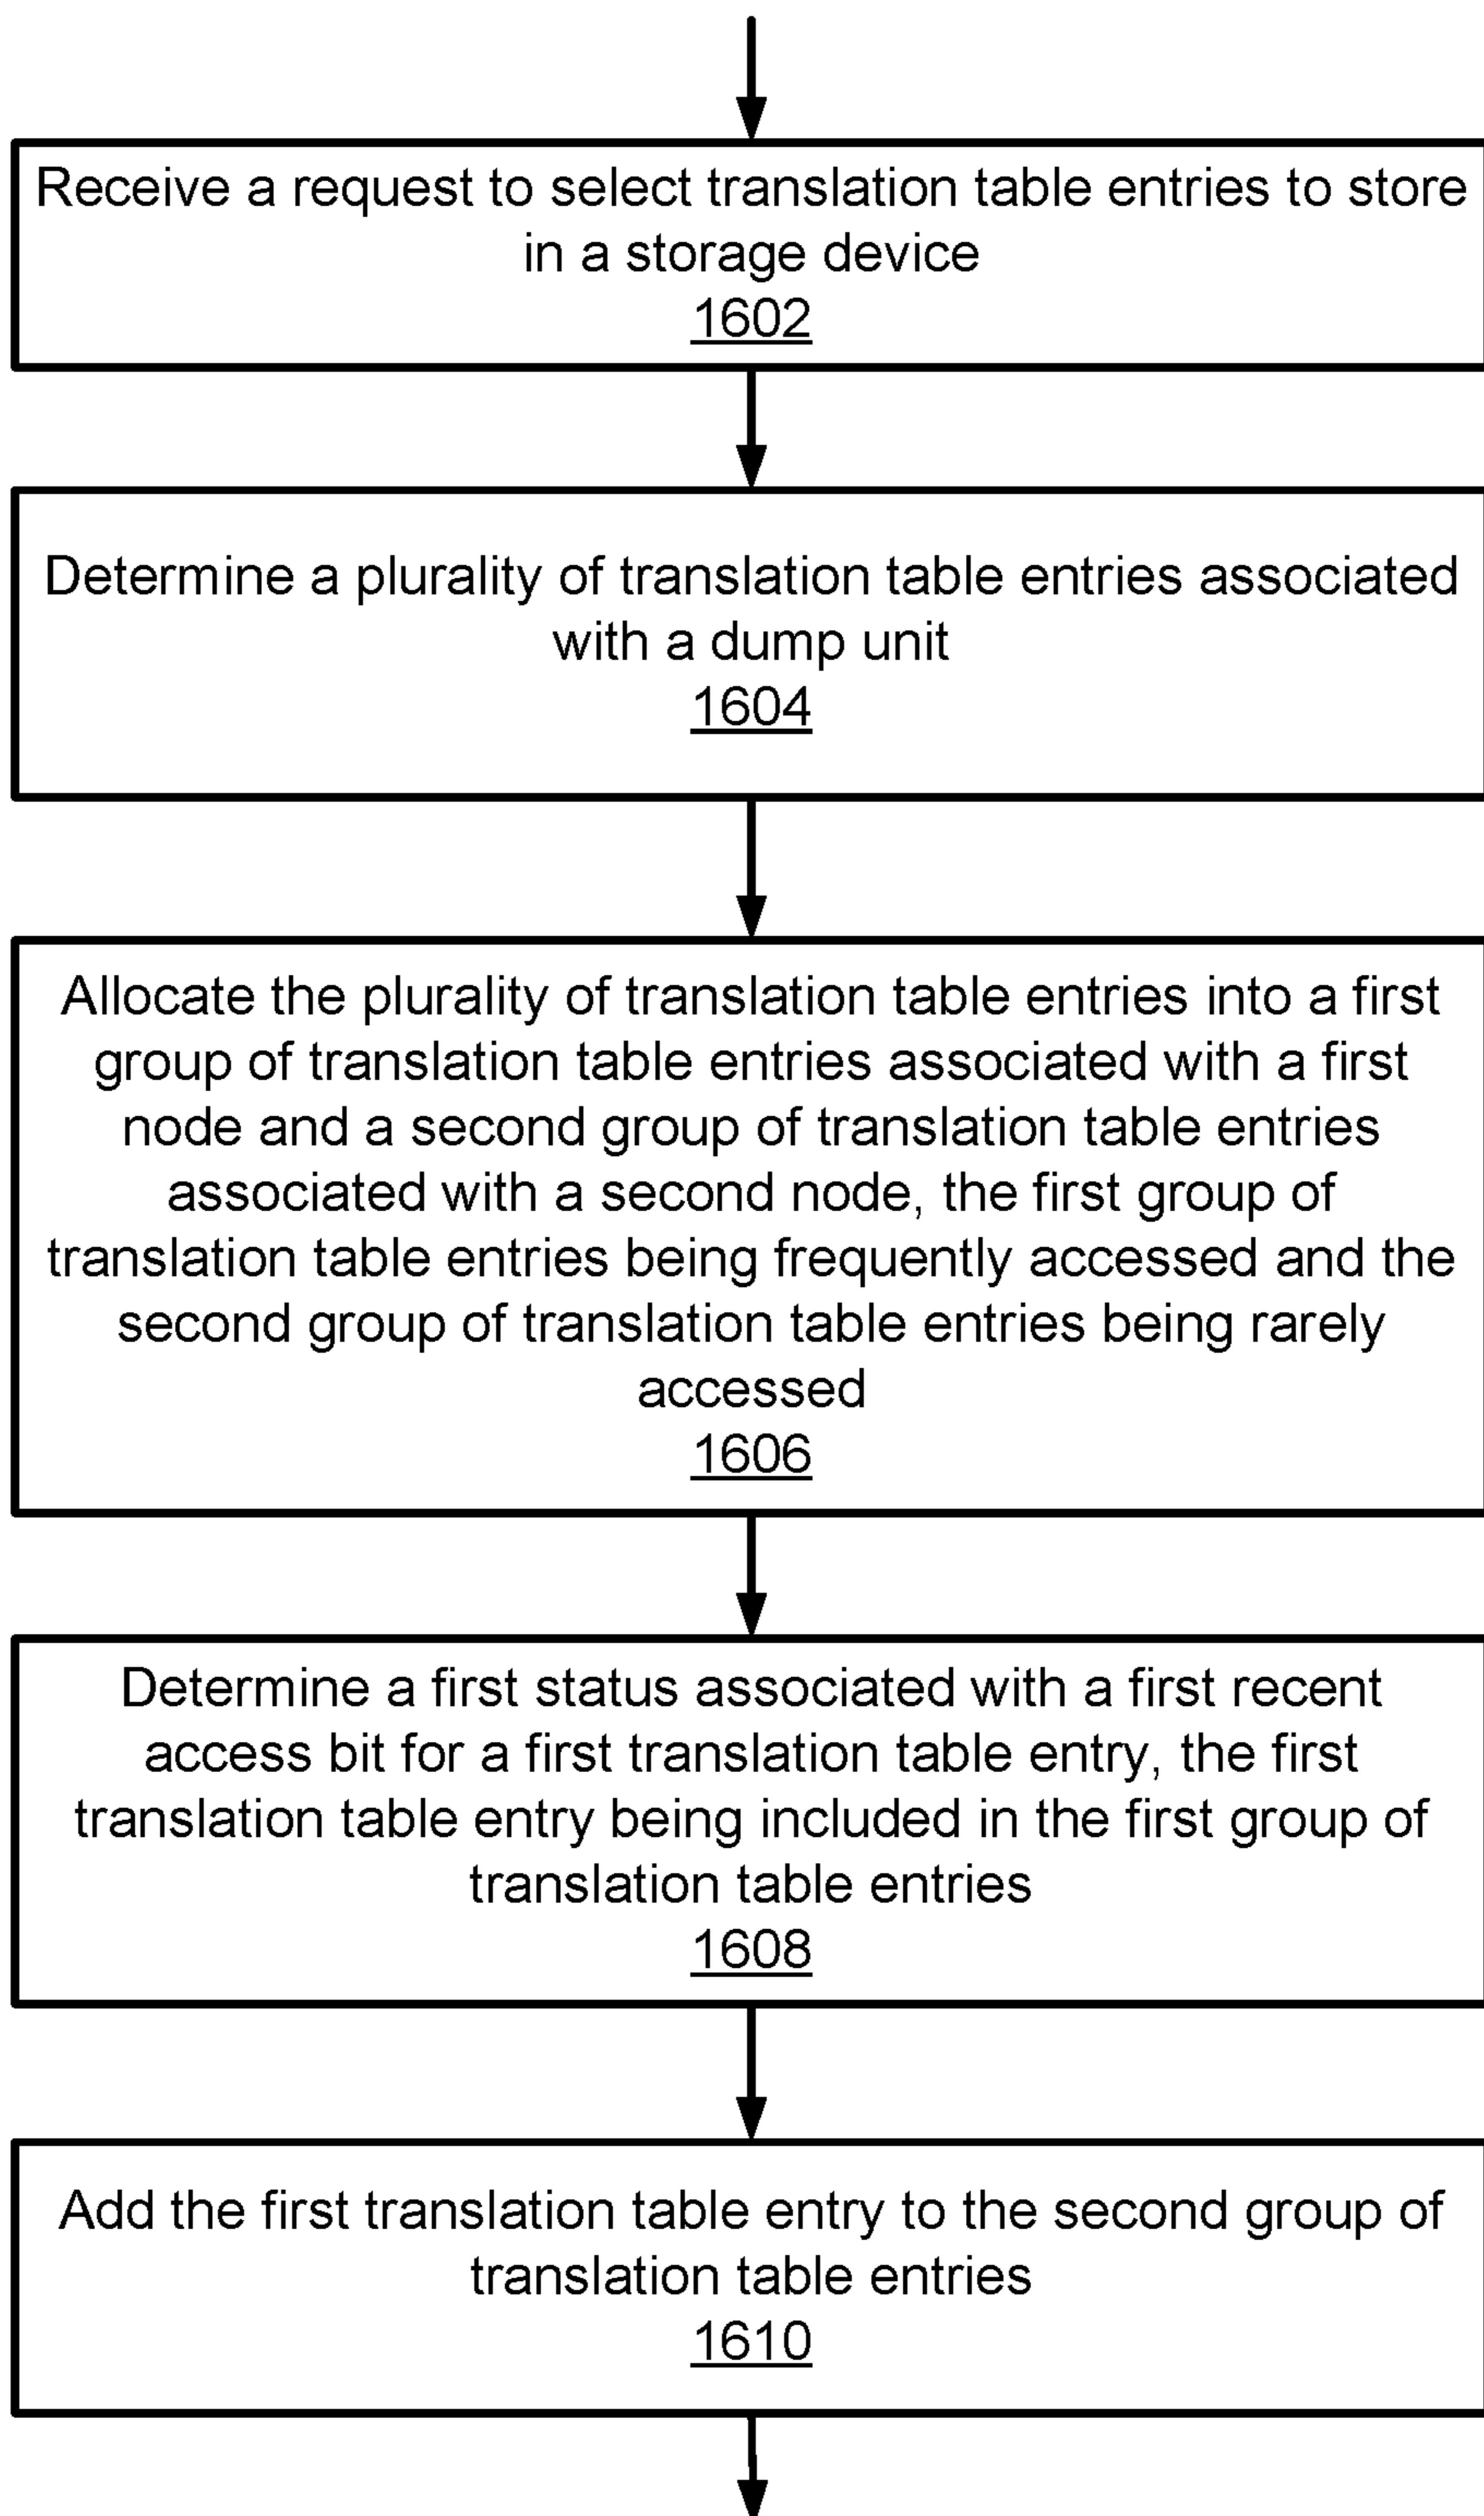 Receive a request to select translation table entries to store
in a storage device
1602
Determine a plurality of translation table entries associated
with a dump unit
1604
Allocate the plurality of translation table entries into a first
group of translation table entries associated with a first
node and a second group of translation table entries
associated with a second node, the first group of
translation table entries being frequently accessed and the
second group of translation table entries being rarely
accessed
1606
Determine a first status associated with a first recent
access bit for a first translation table entry, the first
translation table entry being included in the first group of
translation table entries
1608
Add the first translation table entry to the second group of
translation table entries
1610